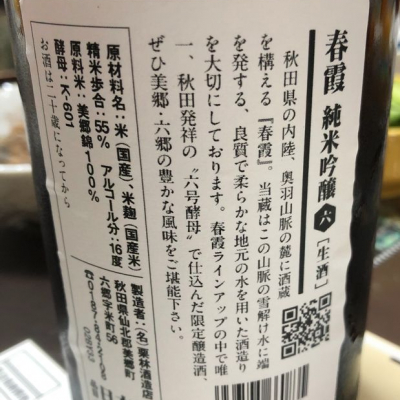 春霞 純米吟醸 六 [生酒]
秋田県の内陸、奥羽山脈の麓に酒蔵
を構える『春霞』。当蔵はこの山脈の雪解け水に端
を発する、良質で柔らかな地元の水を用いた酒造り
を大切にしております。春霞ラインアップの中で唯
一、秋田発祥の〝六号酵母〟で仕込んだ限定醸造酒、
ぜひ美郷・六郷の豊かな風味をご堪能下さい。
原材料名:米(国産)、米麹(国産米)
精米歩合:55% アルコール分:16度
原料米:美郷錦100%
酵母:K-601
お酒は二十歳になってから
製造者:(名)栗林酒造店
秋田県仙北郡美郷町
六郷字米町56